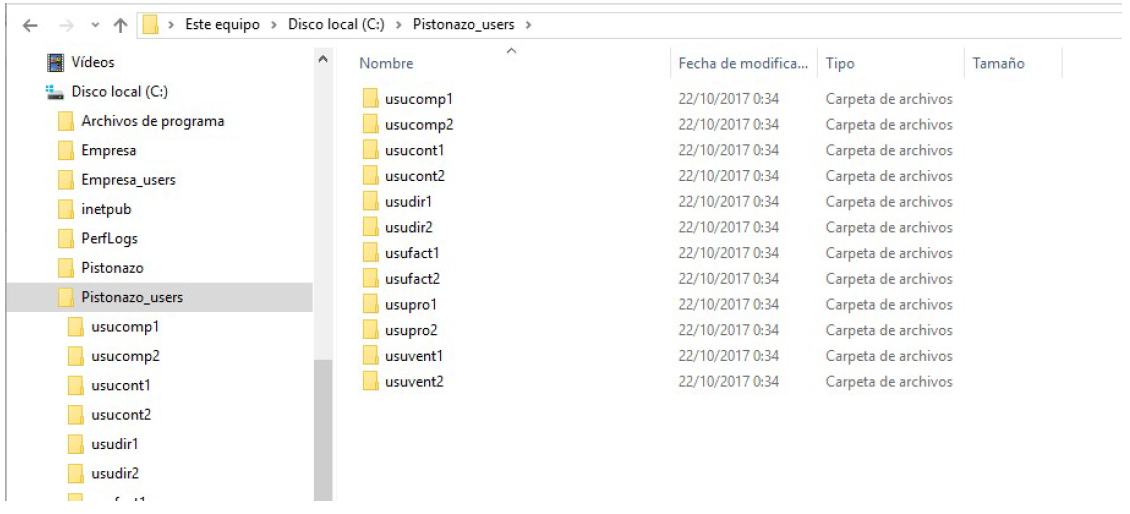 Este equipo > Disco local (C:) > Pistonazo_users >
Vídeos
Disco local (C:)
Archivos de programa
Empresa
Empresa_users
inetpub
PerfLogs
Pistonazo
Pistonazo_users
usucomp1
usucomp2
usucont1
usucont2
usudir1
usudir2
Nombre Fecha de modifica... Tipo Tamaño
usucomp1 22/10/2017 0:34 Carpeta de archivos
usucomp2 22/10/2017 0:34 Carpeta de archivos
usucont1 22/10/2017 0:34 Carpeta de archivos
usucont2 22/10/2017 0:34 Carpeta de archivos
usudir1 22/10/2017 0:34 Carpeta de archivos
usudir2 22/10/2017 0:34 Carpeta de archivos
usufact1 22/10/2017 0:34 Carpeta de archivos
usufact2 22/10/2017 0:34 Carpeta de archivos
usupro1 22/10/2017 0:34 Carpeta de archivos
usupro2 22/10/2017 0:34 Carpeta de archivos
usuvent1 22/10/2017 0:34 Carpeta de archivos
usuvent2 22/10/2017 0:34 Carpeta de archivos